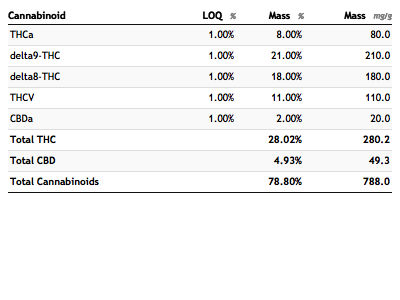 Cannabinoid LOQ % Mass % Mass mg/g
THCa 1.00% 8.00% 80.0
delta9-THC 1.00% 21.00% 210.0
delta8-THC 1.00% 18.00% 180.0
THCV 1.00% 11.00% 110.0
CBDa 1.00% 2.00% 20.0
Total THC 28.02% 280.2
Total CBD 4.93% 49.3
Total Cannabinoids 78.80% 788.0